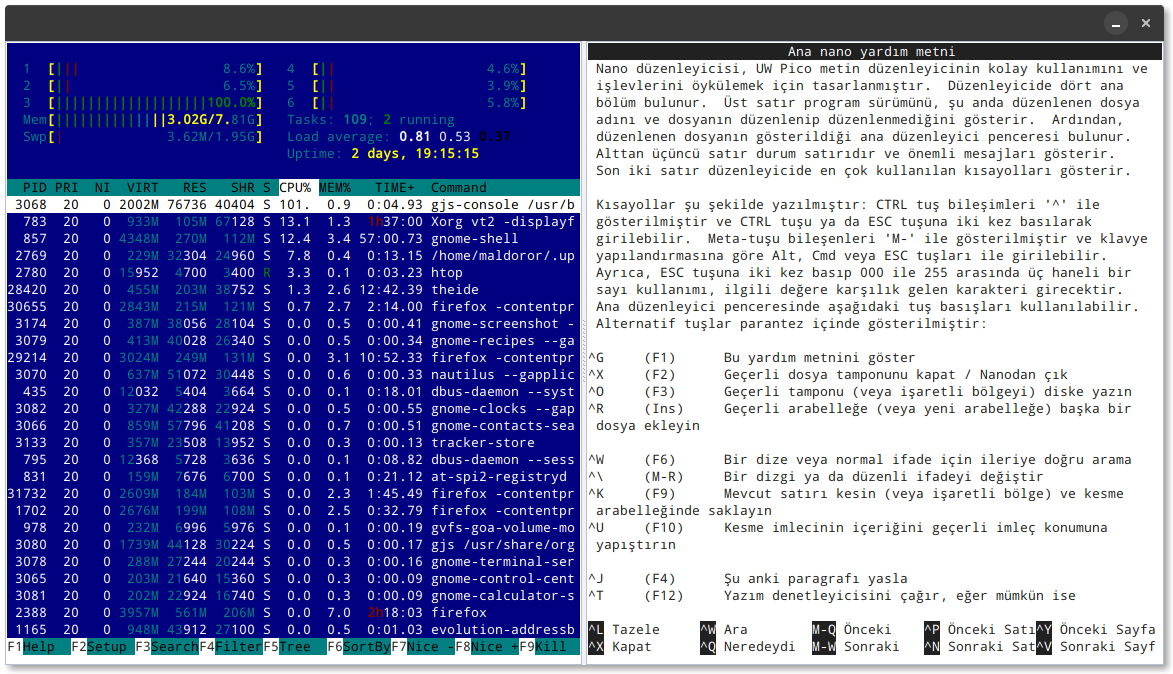 1 [||| 8.6%] 4 [|| 4.6%]
2 [|| 6.5%] 5 [|| 3.9%]
3 [|||||||||||||||||||100.0%] 6 [|| 5.8%]
Mem[||||||||||||||3.02G/7.81G] Tasks: 109; 2 running
Swp[| 3.62M/1.95G] Load average: 0.81 0.53 0.37
Uptime: 2 days, 19:15:15
PID PRI NI VIRT RES SHR S CPU% MEM% TIME+ Command
3068 20 0 2002M 76736 40404 S 101. 0.9 0:04.93 gjs-console /usr/b
783 20 0 933M 105M 67128 S 13.1 1.3 1h37:00 Xorg vt2 -displayf
857 20 0 4348M 270M 112M S 12.4 3.4 57:00.73 gnome-shell
2769 20 0 229M 32304 24960 S 7.8 0.4 0:13.15 /home/maldoror/.up
2780 20 0 15952 4700 3400 R 3.3 0.1 0:03.23 htop
28420 20 0 455M 203M 38752 S 1.3 2.6 12:42.39 theide
30655 20 0 2843M 215M 121M S 0.7 2.7 2:14.00 firefox -contentpr
3174 20 0 387M 38056 28104 S 0.0 0.5 0:00.41 gnome-screenshot -
3079 20 0 413M 40028 26340 S 0.0 0.5 0:00.34 gnome-recipes --ga
29214 20 0 3024M 249M 131M S 0.0 3.1 10:52.33 firefox -contentpr
3070 20 0 637M 51072 30448 S 0.0 0.6 0:00.33 nautilus --gapplic
435 20 0 12032 5404 3664 S 0.0 0.1 0:18.01 dbus-daemon --syst
3082 20 0 327M 42288 22924 S 0.0 0.5 0:00.55 gnome-clocks --gap
3066 20 0 859M 57796 41208 S 0.0 0.7 0:00.51 gnome-contacts-sea
3133 20 0 357M 23508 13952 S 0.0 0.3 0:00.13 tracker-store
795 20 0 12368 5728 3636 S 0.0 0.1 0:08.82 dbus-daemon --sess
831 20 0 159M 7676 6700 S 0.0 0.1 0:21.12 at-spi2-registryd
31732 20 0 2609M 184M 103M S 0.0 2.3 1:45.49 firefox -contentpr
1702 20 0 2676M 199M 108M S 0.0 2.5 0:32.79 firefox -contentpr
978 20 0 232M 6996 5976 S 0.0 0.1 0:00.19 gvfs-goa-volume-mo
3080 20 0 1739M 44128 30224 S 0.0 0.5 0:00.17 gjs /usr/share/org
3078 20 0 288M 27244 20244 S 0.0 0.3 0:00.16 gnome-terminal-ser
3065 20 0 203M 21640 15360 S 0.0 0.3 0:00.09 gnome-control-cent
3081 20 0 202M 22924 16740 S 0.0 0.3 0:00.09 gnome-calculator-s
2388 20 0 3957M 561M 206M S 0.0 7.0 2h18:03 firefox
1165 20 0 948M 43912 27100 S 0.0 0.5 0:01.03 evolution-addressb
F1Help F2Setup F3SearchF4FilterF5Tree F6SortByF7Nice -F8Nice +F9Kill
Ana nano yardım metni
Nano düzenleyicisi, UW Pico metin düzenleyicinin kolay kullanımını ve
işlevlerini öykülemek için tasarlanmıştır. Düzenleyicide dört ana
bölüm bulunur. Üst satır program sürümünü, şu anda düzenlenen dosya
adını ve dosyanın düzenlenip düzenlenmediğini gösterir. Ardından,
düzenlenen dosyanın gösterildiği ana düzenleyici penceresi bulunur.
Alttan üçüncü satır durum satırıdır ve önemli mesajları gösterir.
Son iki satır düzenleyicide en çok kullanılan kısayolları gösterir.
Kısayollar şu şekilde yazılmıştır: CTRL tuş bileşimleri '^' ile
gösterilmiştir ve CTRL tuşu ya da ESC tuşuna iki kez basılarak
girilebilir. Meta-tuşu bileşenleri 'M-' ile gösterilmiştir ve klavye
yapılandırmasına göre Alt, Cmd veya ESC tuşları ile girilebilir.
Ayrıca, ESC tuşuna iki kez basıp 000 ile 255 arasında üç haneli bir
sayı kullanımı, ilgili değere karşılık gelen karakteri girecektir.
Ana düzenleyici penceresinde aşağıdaki tuş basışları kullanılabilir.
Alternatif tuşlar parantez içinde gösterilmiştir:
^G (F1) Bu yardım metnini göster
^X (F2) Geçerli dosya tamponunu kapat / Nanodan çık
^O (F3) Geçerli tamponu (veya işaretli bölgeyi) diske yazın
^R (Ins) Geçerli arabelleğe (veya yeni arabelleğe) başka bir
dosya ekleyin
^W (F6) Bir dize veya normal ifade için ileriye doğru arama
^\ (M-R) Bir dizgi ya da düzenli ifadeyi değiştir
^K (F9) Mevcut satırı kesin (veya işaretli bölge) ve kesme
arabelleğinde saklayın
^U (F10) Kesme imlecinin içeriğini geçerli imleç konumuna
yapıştırın
^J (F4) Şu anki paragrafı yasla
^T (F12) Yazım denetleyicisini çağır, eğer mümkün ise
^L Tazele ^W Ara M-Q Önceki ^P Önceki Satı^Y Önceki Sayfa
^X Kapat ^Q Neredeydi M-W Sonraki ^N Sonraki Sat^V Sonraki Sayf